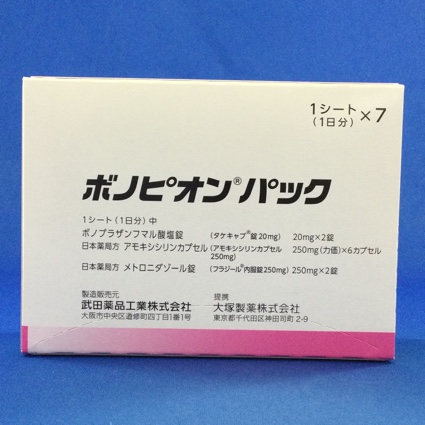 1シート×7
(1日分)
ボノピオン®パック
1シート(1日分)中
ボノプラザンフマル酸塩錠 (タケキャブ®錠20mg) 20mg×2錠
日本薬局方 アモキシシリンカプセル (アモキシシリンカプセル 250mg(力価)×6カプセル
250mg)
日本薬局方 メトロニダゾール錠 (フラジール®内服錠250mg) 250mg×2錠
製造販売元 提携
武田薬品工業株式会社 大塚製薬株式会社
大阪市中央区道修町四丁目1番1号 東京都千代田区神田司町2-9